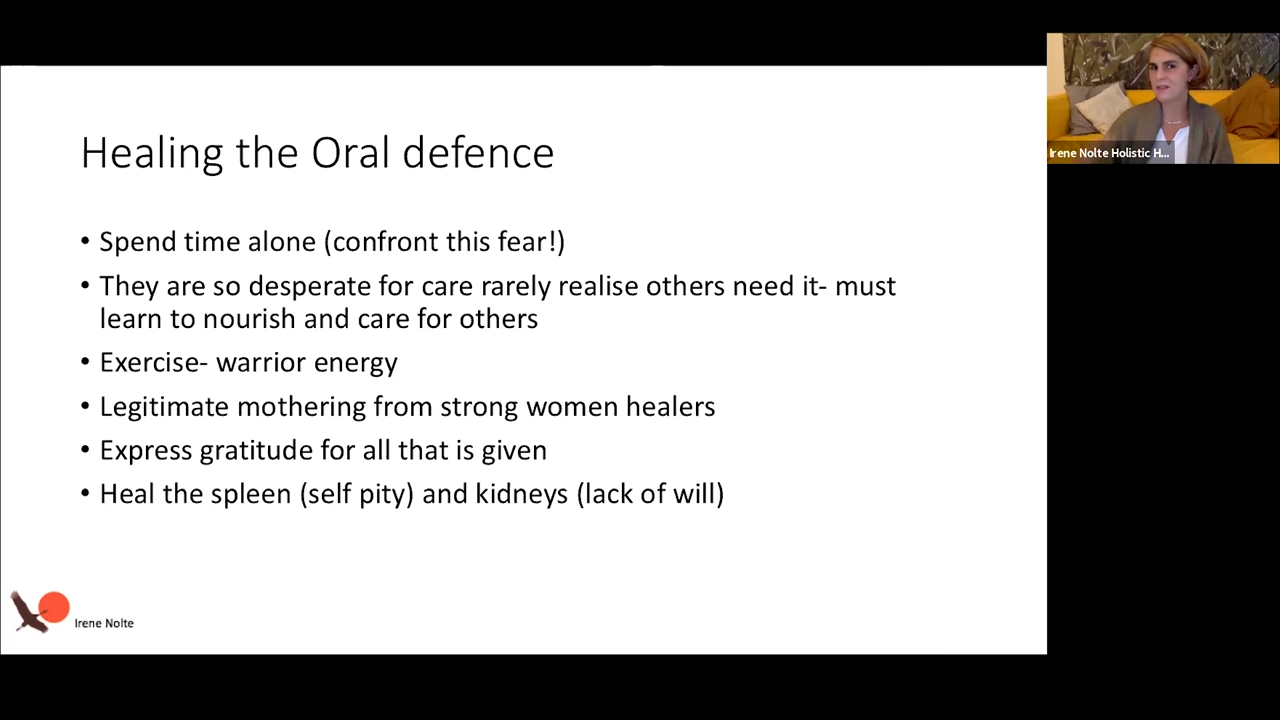 Healing the Oral defence
• Spend time alone (confront this fear!)
• They are so desperate for care rarely realise others need it- must
learn to nourish and care for others
• Exercise- warrior energy
• Legitimate mothering from strong women healers
• Express gratitude for all that is given
• Heal the spleen (self pity) and kidneys (lack of will)
Irene Nolte
Irene Nolte Holistic H...